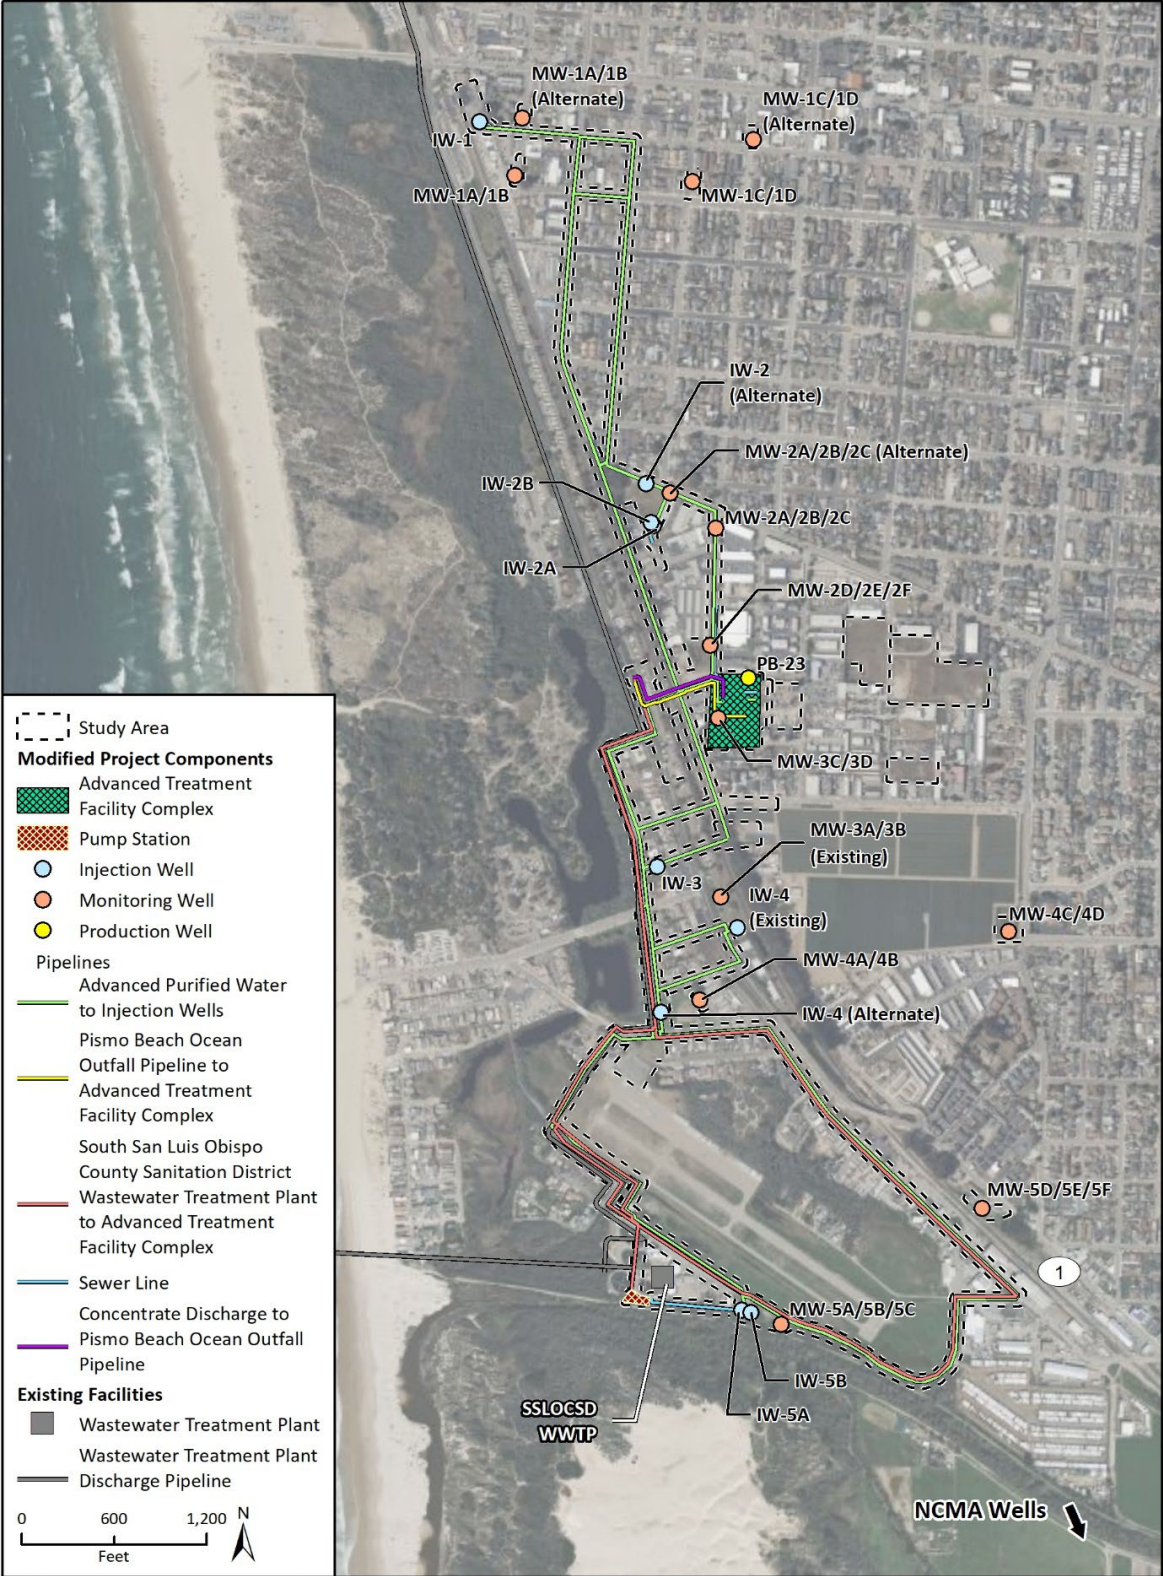 MW-1A/1B
(Alternate)
MW-1C/1D
(Alternate)
IW-1
MW-1A/1B
MW-1C/1D
IW-2
(Alternate)
MW-2A/2B/2C (Alternate)
IW-2B
MW-2A/2B/2C
IW-2A
MW-2D/2E/2F
PB-23
MW-3C/3D
MW-3A/3B
(Existing)
IW-3
IW-4
(Existing)
MW-4C/4D
MW-4A/4B
IW-4 (Alternate)
MW-5D/5E/5F
1
MW-5A/5B/5C
IW-5B
IW-5A
SSLOCSD
WWTP
NCMA Wells
Study Area
Modified Project Components
Advanced Treatment
Facility Complex
Pump Station
Injection Well
Monitoring Well
Production Well
Pipelines
Advanced Purified Water
to Injection Wells
Pismo Beach Ocean
Outfall Pipeline to
Advanced Treatment
Facility Complex
South San Luis Obispo
County Sanitation District
Wastewater Treatment Plant
to Advanced Treatment
Facility Complex
Sewer Line
Concentrate Discharge to
Pismo Beach Ocean Outfall
Pipeline
Existing Facilities
Wastewater Treatment Plant
Wastewater Treatment Plant
Discharge Pipeline
0 600 1,200
Feet
N